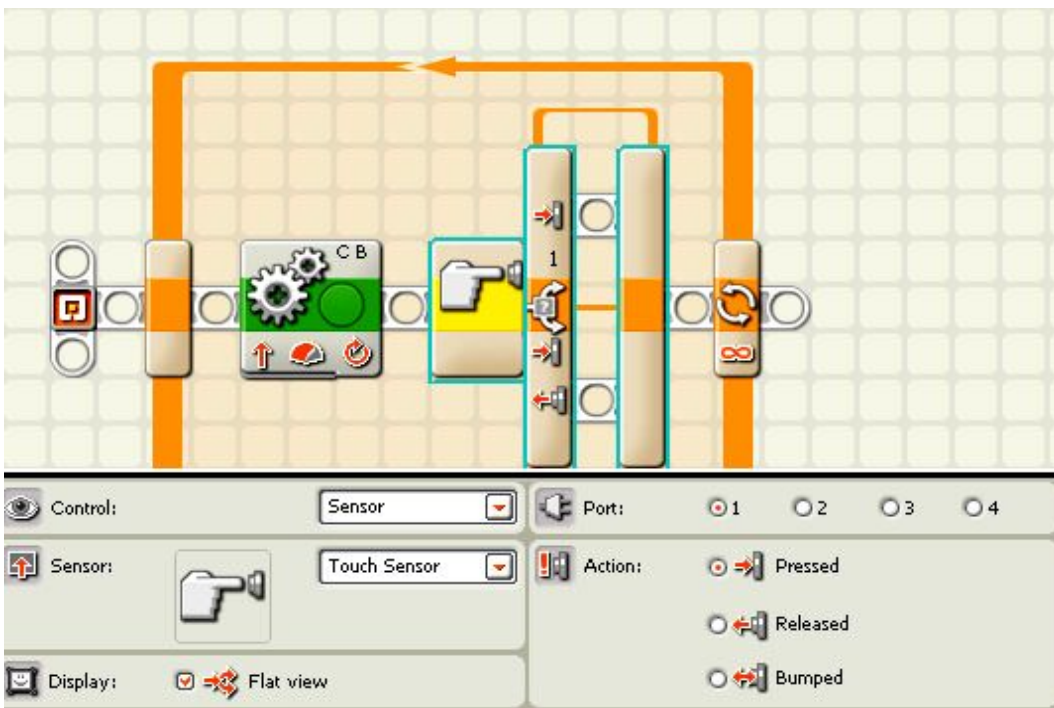 C B
1
Control:
Sensor
Port:
1
2
3
4
Sensor:
Touch Sensor
Action:
Pressed
Released
Bumped
Display:
Flat view